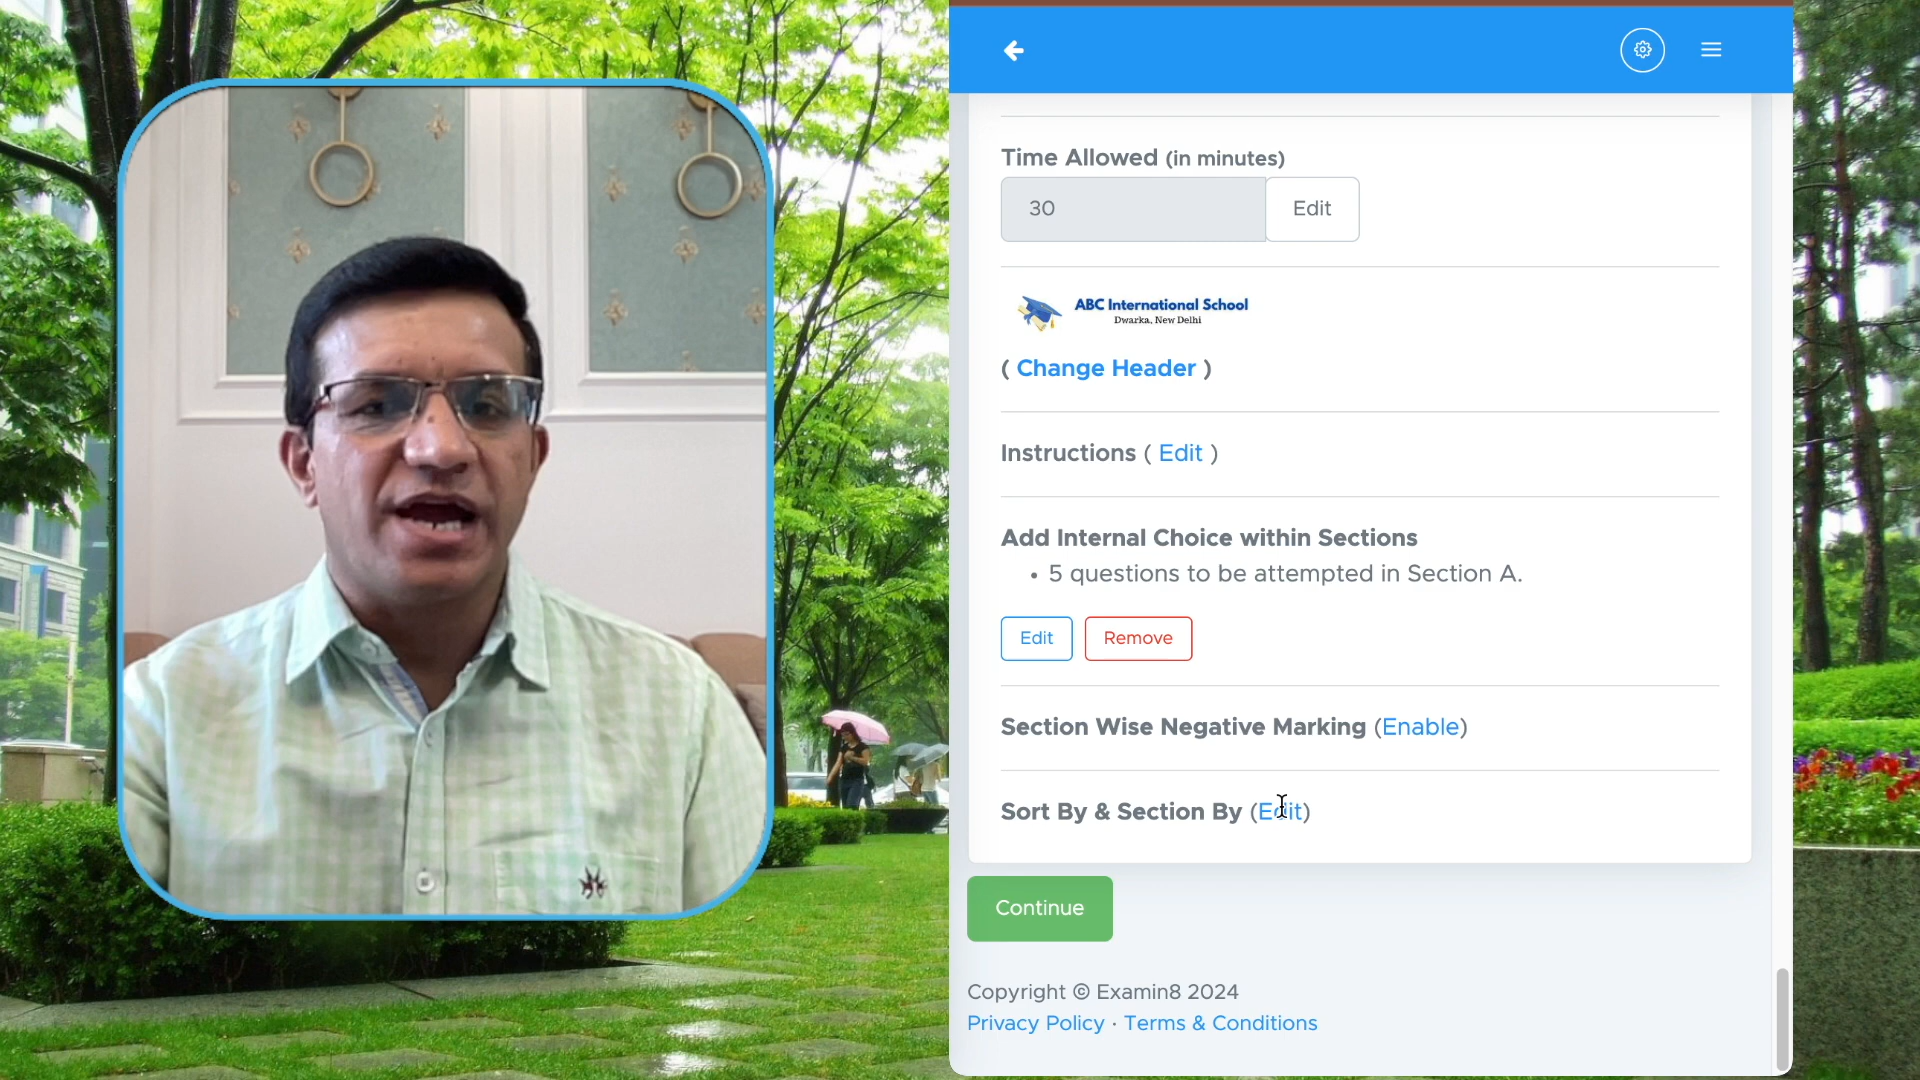 Time Allowed (in minutes)
30 Edit
ABC International School
Dwarka, New Delhi
( Change Header )
Instructions ( Edit )
Add Internal Choice within Sections
• 5 questions to be attempted in Section A.
Edit Remove
Section Wise Negative Marking (Enable)
Sort By & Section By (Edit)
Continue
Copyright © Examin8 2024
Privacy Policy · Terms & Conditions